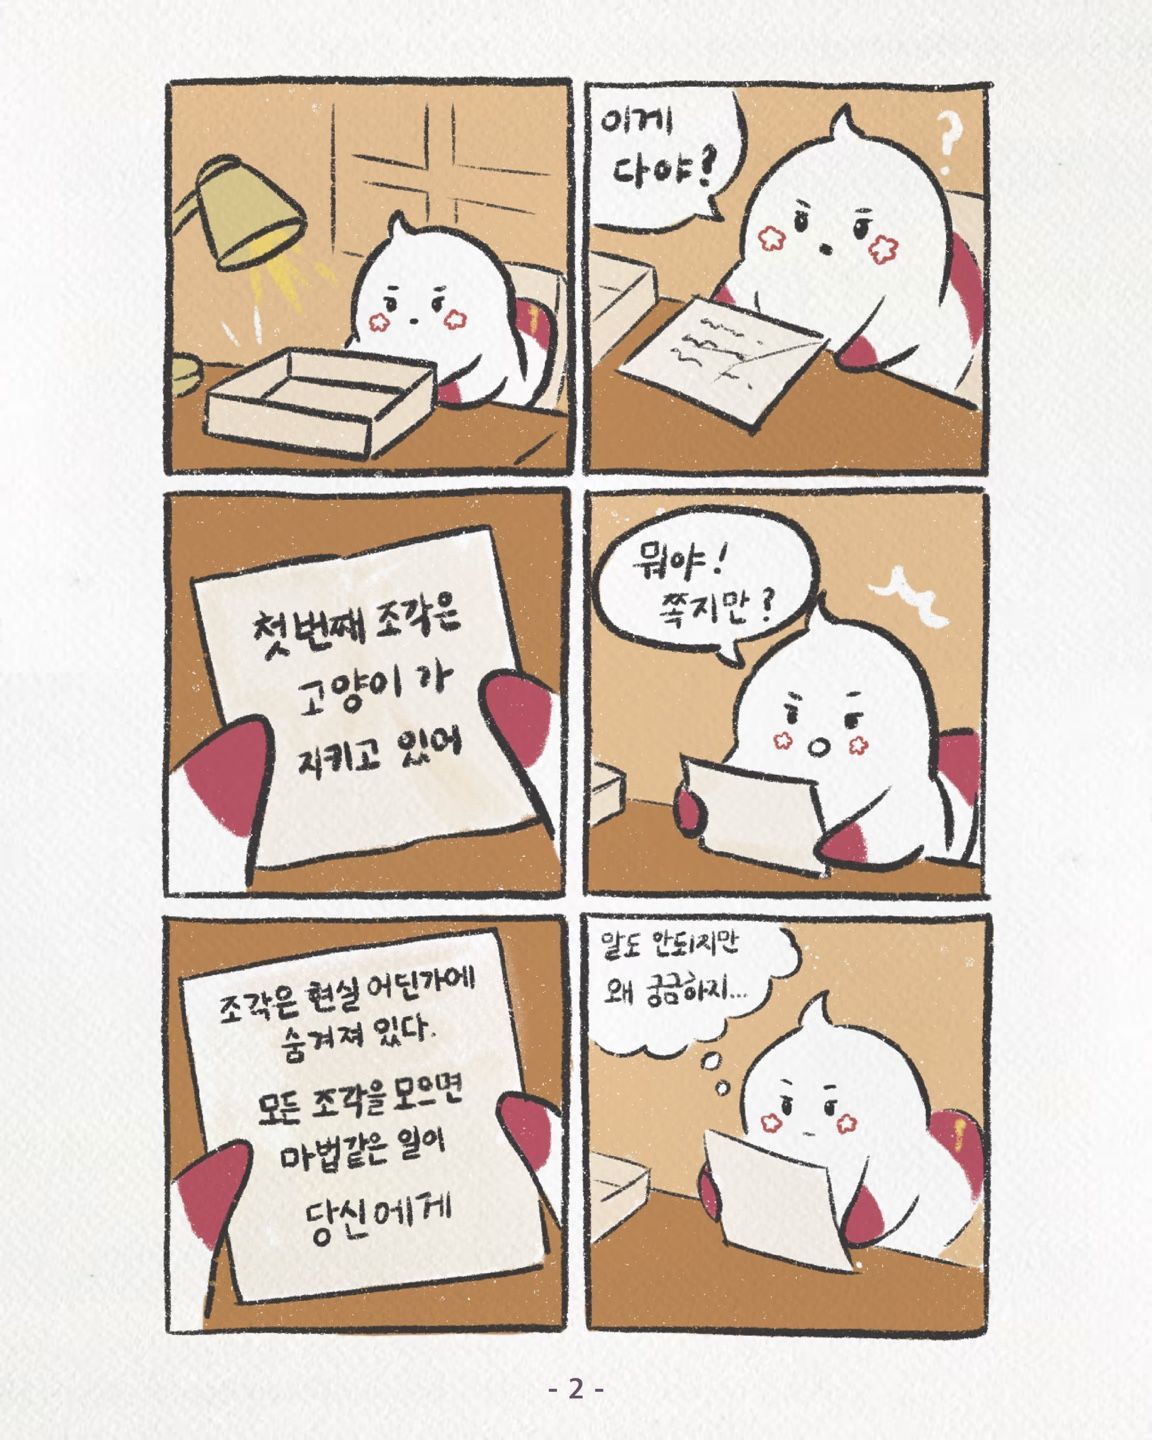 이게
다야?
첫번째 조각은
고양이 가
지키고 있어
뭐야!
쪽지만?
조각은 현실 어딘가에
숨겨져 있다.
모든 조각을 모으면
마법같은 일이
당신에게
말도 안되지만
왜 궁금하지...
- 2 -